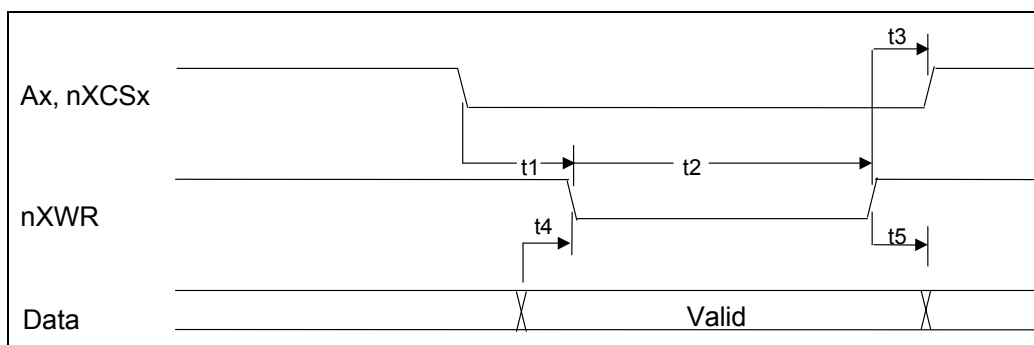 t3
Ax, nXCSx
t1
t2
nXWR
t4
t5
Data
Valid